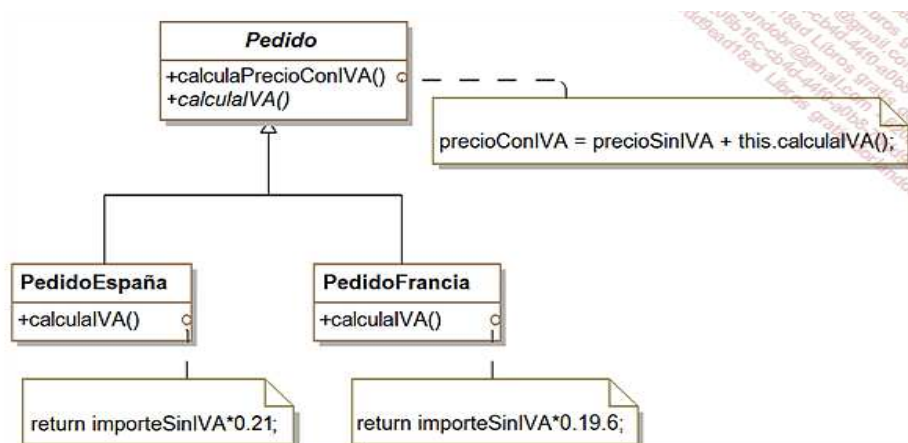 Pedido
+calculaPrecioConIVA()
+calculaIVA()
precioConIVA = precioSinIVA + this.calculaIVA();
PedidoEspaña
+calculaIVA()
PedidoFrancia
+calculaIVA()
return importeSinIVA*0.21;
return importeSinIVA*0.19.6;